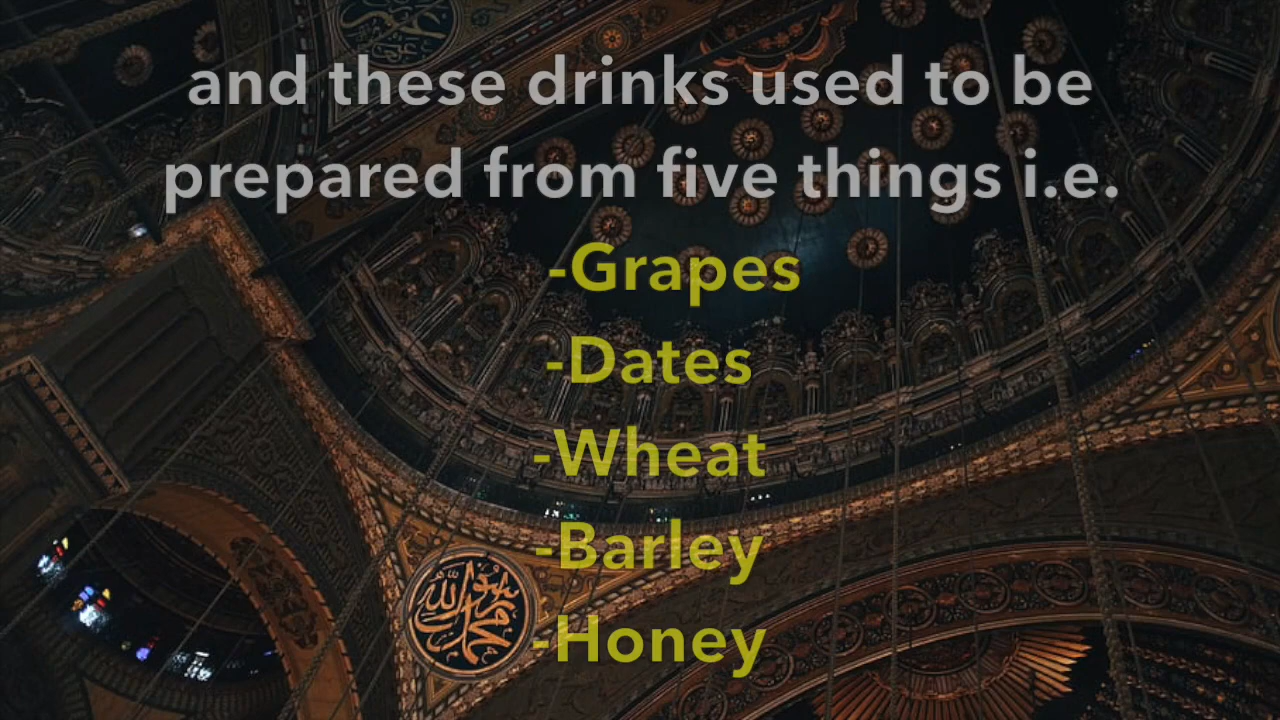 and these drinks used to be
prepared from five things i.e.
-Grapes
-Dates
-Wheat
-Barley
-Honey
محمد رسول الله